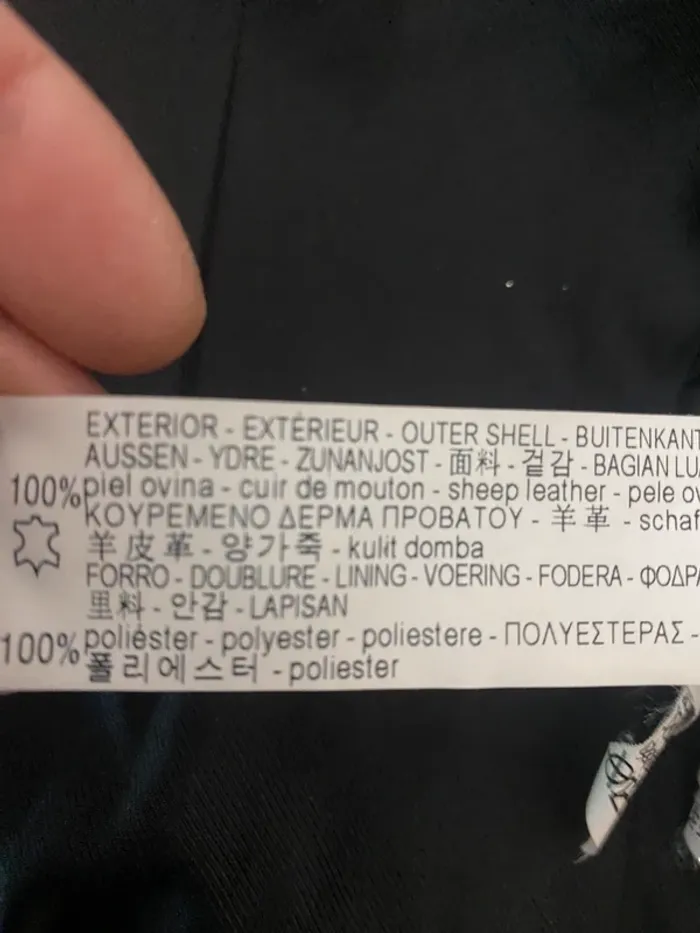 EXTERIOR - EXTÉRIEUR - OUTER SHELL - BUITENKANT
AUSSEN - YDRE - ZUNANJOST - 面料 - 겉감 - BAGIAN
100% piel ovina - cuir de mouton - sheep leather - pele
ΚΟΥΡΕΜΕΝΟ ΔΕΡΜΑ ΠΡΟΒΑΤΟΥ - 羊革 -
羊皮革 - 양가죽 - kulit domba
FORRO - DOUBLURE - LINING - VOERING - FODERA -
里料 - 안감 - LAPISAN
100% poliéster - polyester - poliestere - ΠΟΛΥΕΣΤΕΡΑΣ -
폴리에스터 - poliester